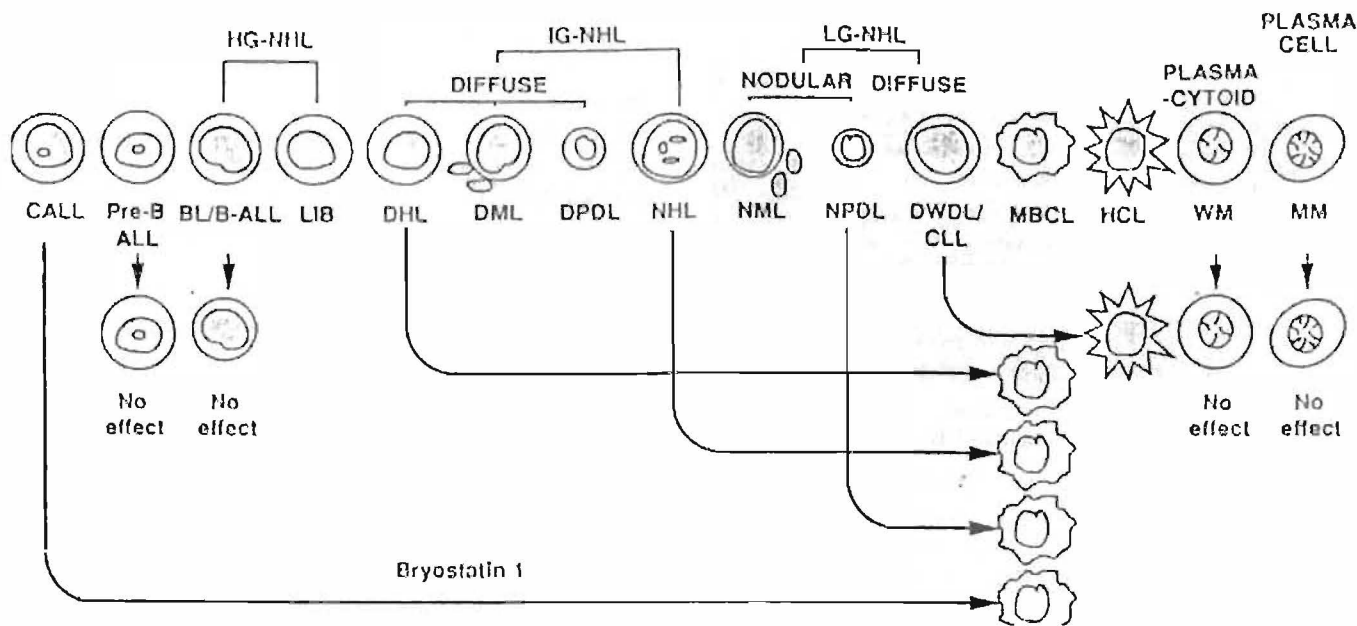 HG-NHL
IG-NHL
LG-NHL
PLASMA
CELL
DIFFUSE
NODULAR DIFFUSE
PLASMA
-CYTOID
CALL Pre-B BL/B-ALL LIB DHL DML DPDL NHL NML NPDL DWDL/ MBCL HCL WM MM
ALL
CLL
No
effect
No
effect
No
effect
No
effect
Bryostatin 1